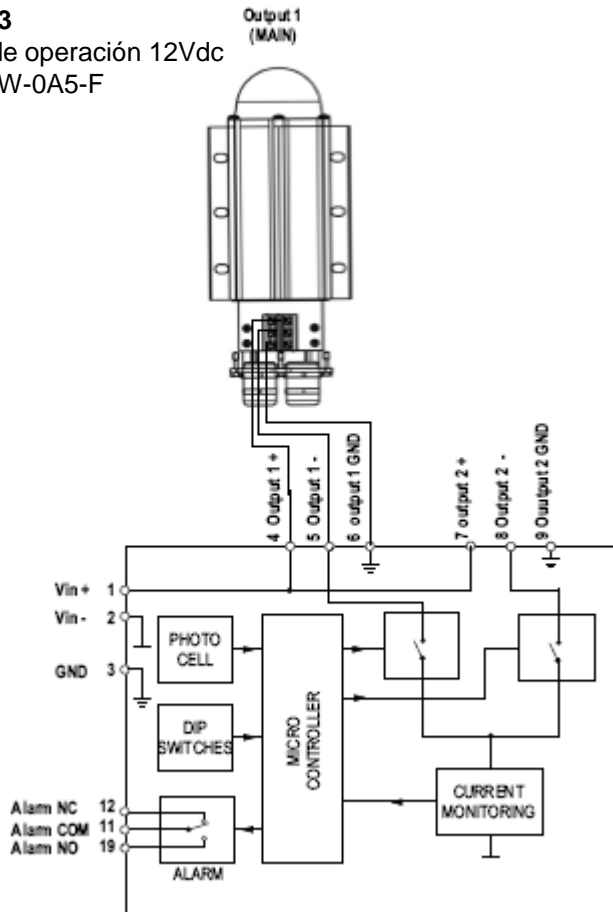 3
de operación 12Vdc
W-0A5-F
Output 1
(MAIN)
4 Output 1 +
5 Output 1 -
6 output 1 GND
7 output 2 +
8 Output 2 -
9 Ouutput 2 GND
Vin + 1
Vin - 2
GND 3
PHOTO
CELL
DIP
SWITCHES
MICRO
CONTROLLER
CURRENT
MONITORING
Alarm NC 12
Alarm COM 11
Alarm NO 19
ALARM